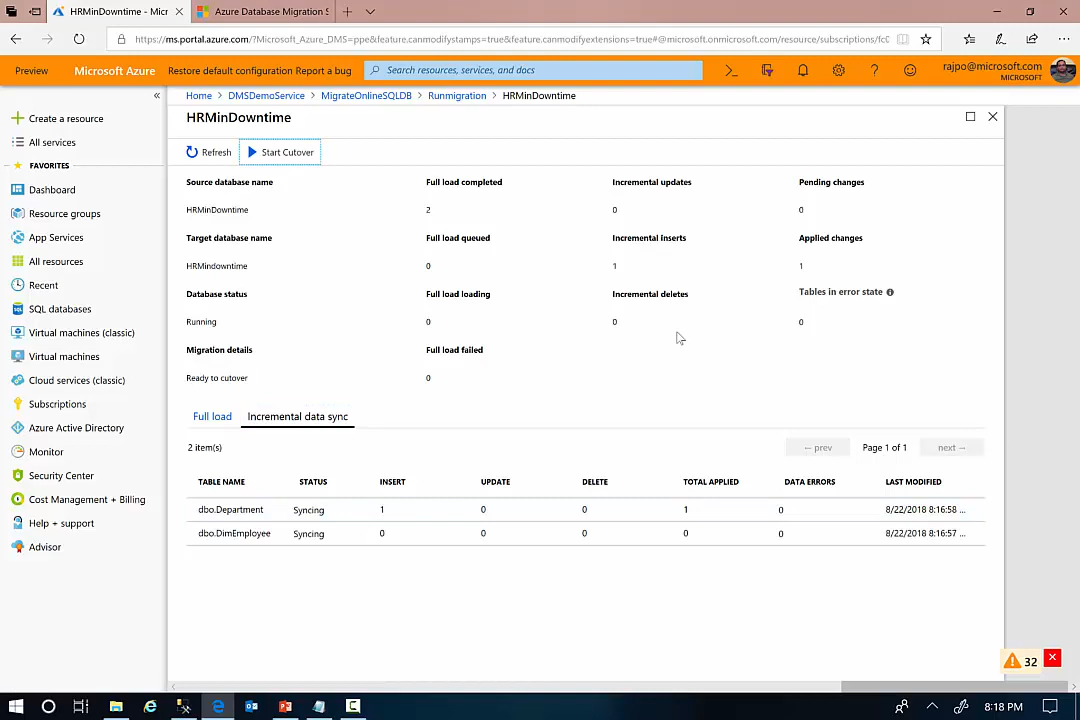 HRMinDowntime - Micr
Azure Database Migration S
https://ms.portal.azure.com/?Microsoft_Azure_DMS=ppe&feature.canmodifystamps=true&feature.canmodifyextensions=true#@microsoft.onmicrosoft.com/resource/subscriptions/fc0
Preview
Microsoft Azure
Restore default configuration
Report a bug
Search resources, services, and docs
rajpo@microsoft.com
MICROSOFT
Create a resource
All services
FAVORITES
Dashboard
Resource groups
App Services
All resources
Recent
SQL databases
Virtual machines (classic)
Virtual machines
Cloud services (classic)
Subscriptions
Azure Active Directory
Monitor
Security Center
Cost Management + Billing
Help + support
Advisor
Home > DMSDemoService > MigrateOnlineSQLDB > Runmigration > HRMinDowntime
HRMinDowntime
Refresh
Start Cutover
Source database name
Full load completed
Incremental updates
Pending changes
HRMinDowntime
2
0
0
Target database name
Full load queued
Incremental inserts
Applied changes
HRMindowntime
0
1
1
Database status
Full load loading
Incremental deletes
Tables in error state
Running
0
0
0
Migration details
Full load failed
Ready to cutover
0
Full load
Incremental data sync
2 item(s)
← prev
Page 1 of 1
next →
TABLE NAME STATUS INSERT UPDATE DELETE TOTAL APPLIED DATA ERRORS LAST MODIFIED
dbo.Department Syncing 1 0 0 1 0 8/22/2018 8:16:58 ...
dbo.DimEmployee Syncing 0 0 0 0 0 8/22/2018 8:16:57 ...
32
8:18 PM